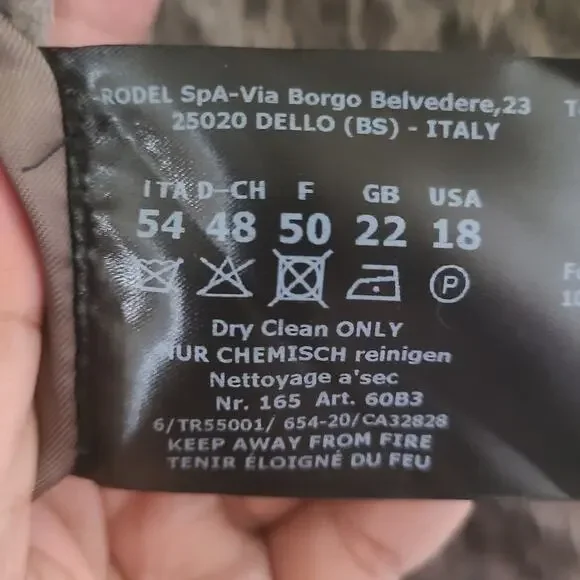 RODEL SpA-Via Borgo Belvedere,23
25020 DELLO (BS) - ITALY
ITA D-CH F GB USA
54 48 50 22 18
P
Dry Clean ONLY
NUR CHEMISCH reinigen
Nettoyage a'sec
Nr. 165 Art. 60B3
6/TR55001/ 654-20/CA32828
KEEP AWAY FROM FIRE
TENIR ÉLOIGNÉ DU FEU